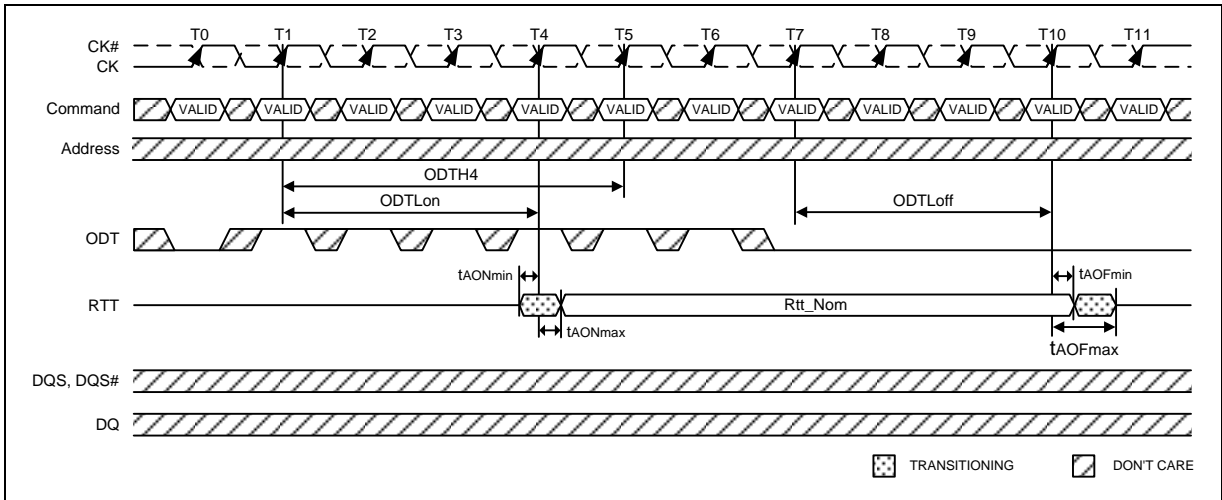 T0 T1 T2 T3 T4 T5 T6 T7 T8 T9 T10 T11
CK#
CK
Command VALID VALID VALID VALID VALID VALID VALID VALID VALID VALID VALID VALID
Address
ODTH4
ODTLon ODTLoff
ODT
tAONmin tAOFmin
RTT Rtt_Nom
tAONmax tAOFmax
DQS, DQS#
DQ
TRANSITIONING DON'T CARE